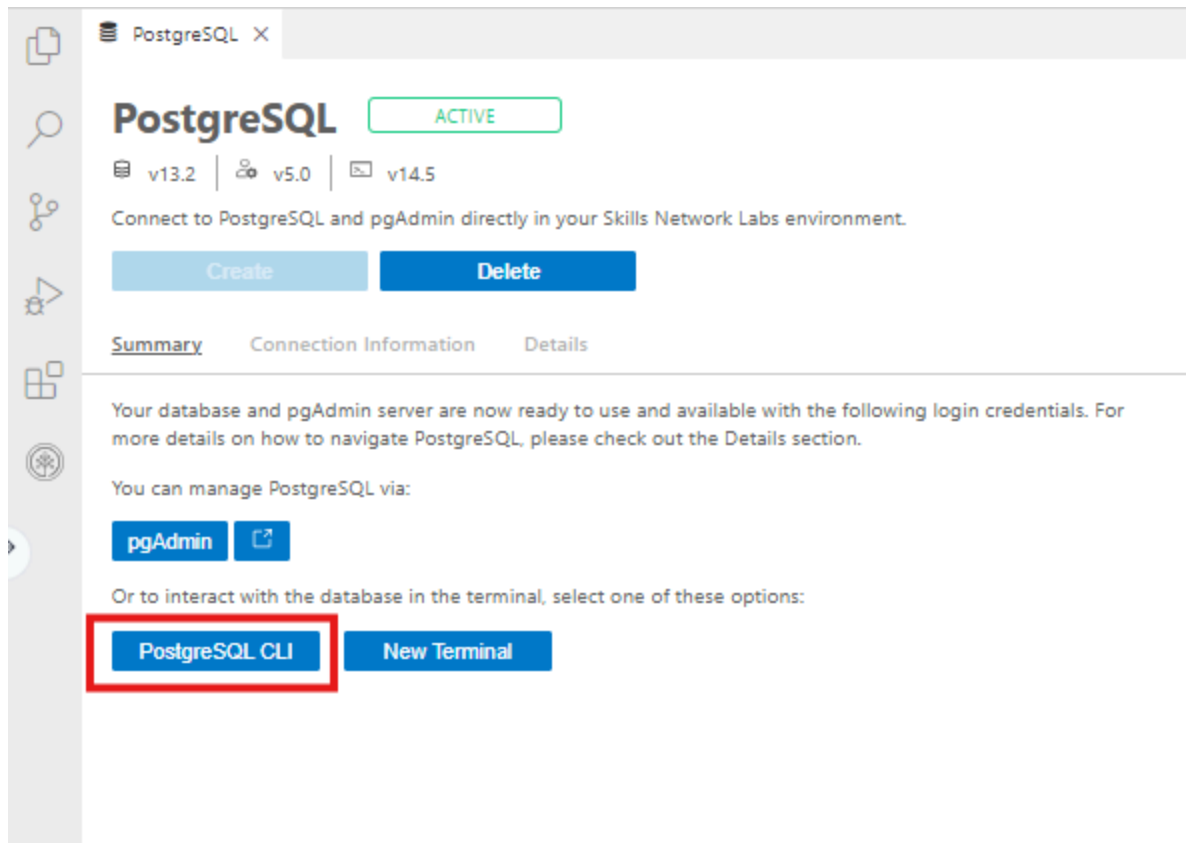 PostgreSQL
PostgreSQL ACTIVE
v13.2 v5.0 v14.5
Connect to PostgreSQL and pgAdmin directly in your Skills Network Labs environment.
Create Delete
Summary Connection Information Details
Your database and pgAdmin server are now ready to use and available with the following login credentials. For
more details on how to navigate PostgreSQL, please check out the Details section.
You can manage PostgreSQL via:
pgAdmin
Or to interact with the database in the terminal, select one of these options:
PostgreSQL CLI New Terminal